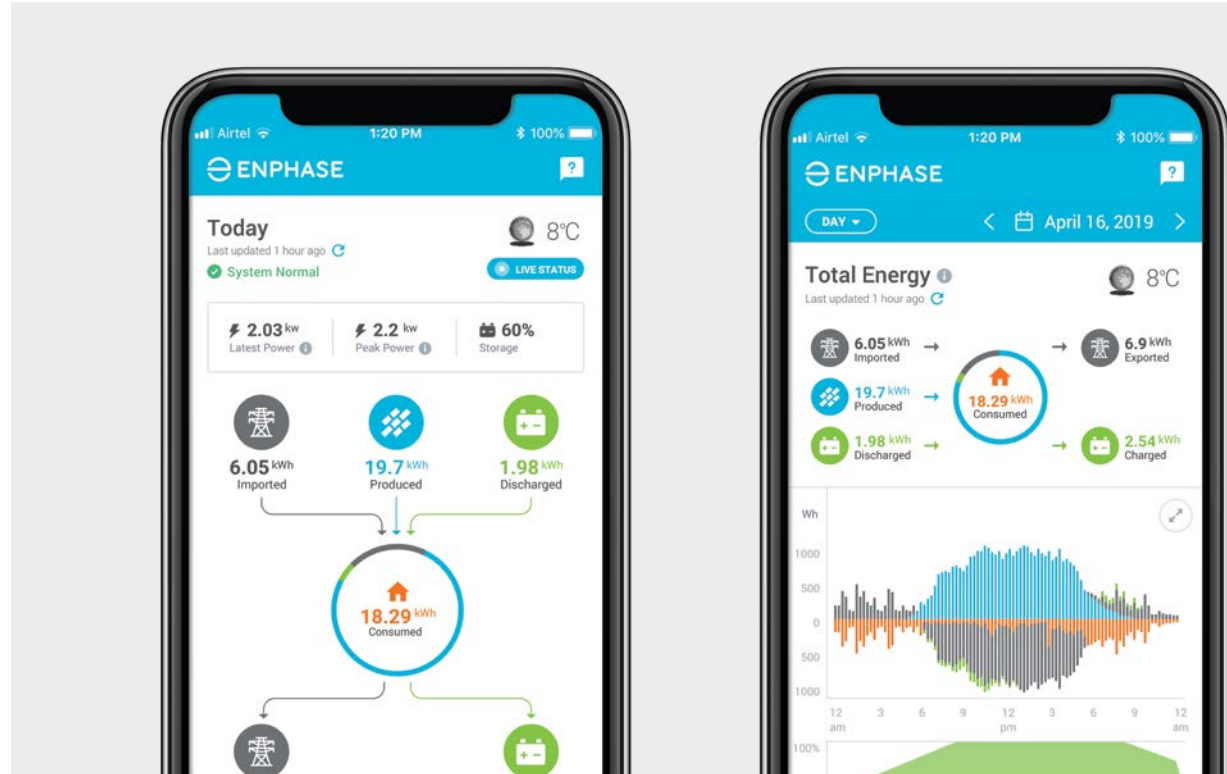 Airtel 1:20 PM 100%
ENPHASE ?
Today 8°C
Last updated 1 hour ago
System Normal LIVE STATUS
2.03 kw 2.2 kw 60%
Latest Power i Peak Power i Storage
6.05 kWh 19.7 kWh 1.98 kWh
Imported Produced Discharged
18.29 kWh
Consumed
Airtel 1:20 PM 100%
ENPHASE ?
DAY < April 16, 2019 >
Total Energy i 8°C
Last updated 1 hour ago
6.05 kWh → → 6.9 kWh
Imported Exported
19.7 kWh → 18.29 kWh
Produced Consumed
1.98 kWh → → 2.54 kWh
Discharged Charged
Wh
1000
500
0
500
1000
12 3 6 9 12 3 6 9 12
am pm am
100%